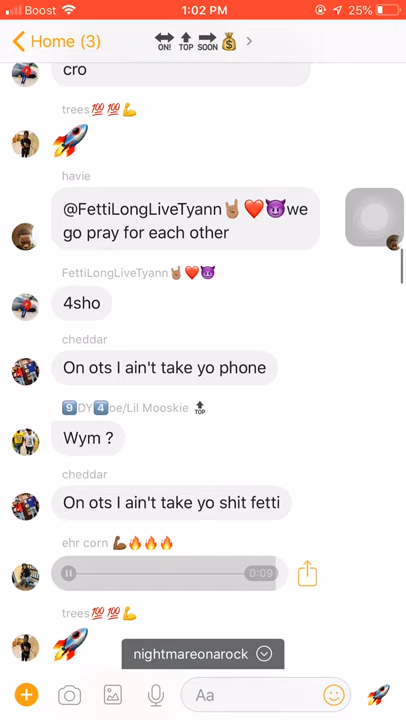 Boost 1:02 PM 25%
Home (3) ON! TOP SOON
cro
trees💯💯💪
havie
@FettiLongLiveTyann🤘🏽❤️😈we
go pray for each other
FettiLongLiveTyann🤘🏽❤️😈
4sho
cheddar
On ots I ain't take yo phone
9️⃣DY4️⃣oe/Lil Mooskie 🔝
Wym ?
cheddar
On ots I ain't take yo shit fetti
ehr corn 💪🏾🔥🔥🔥
0:09
trees💯💯💪
nightmareonarock
Aa